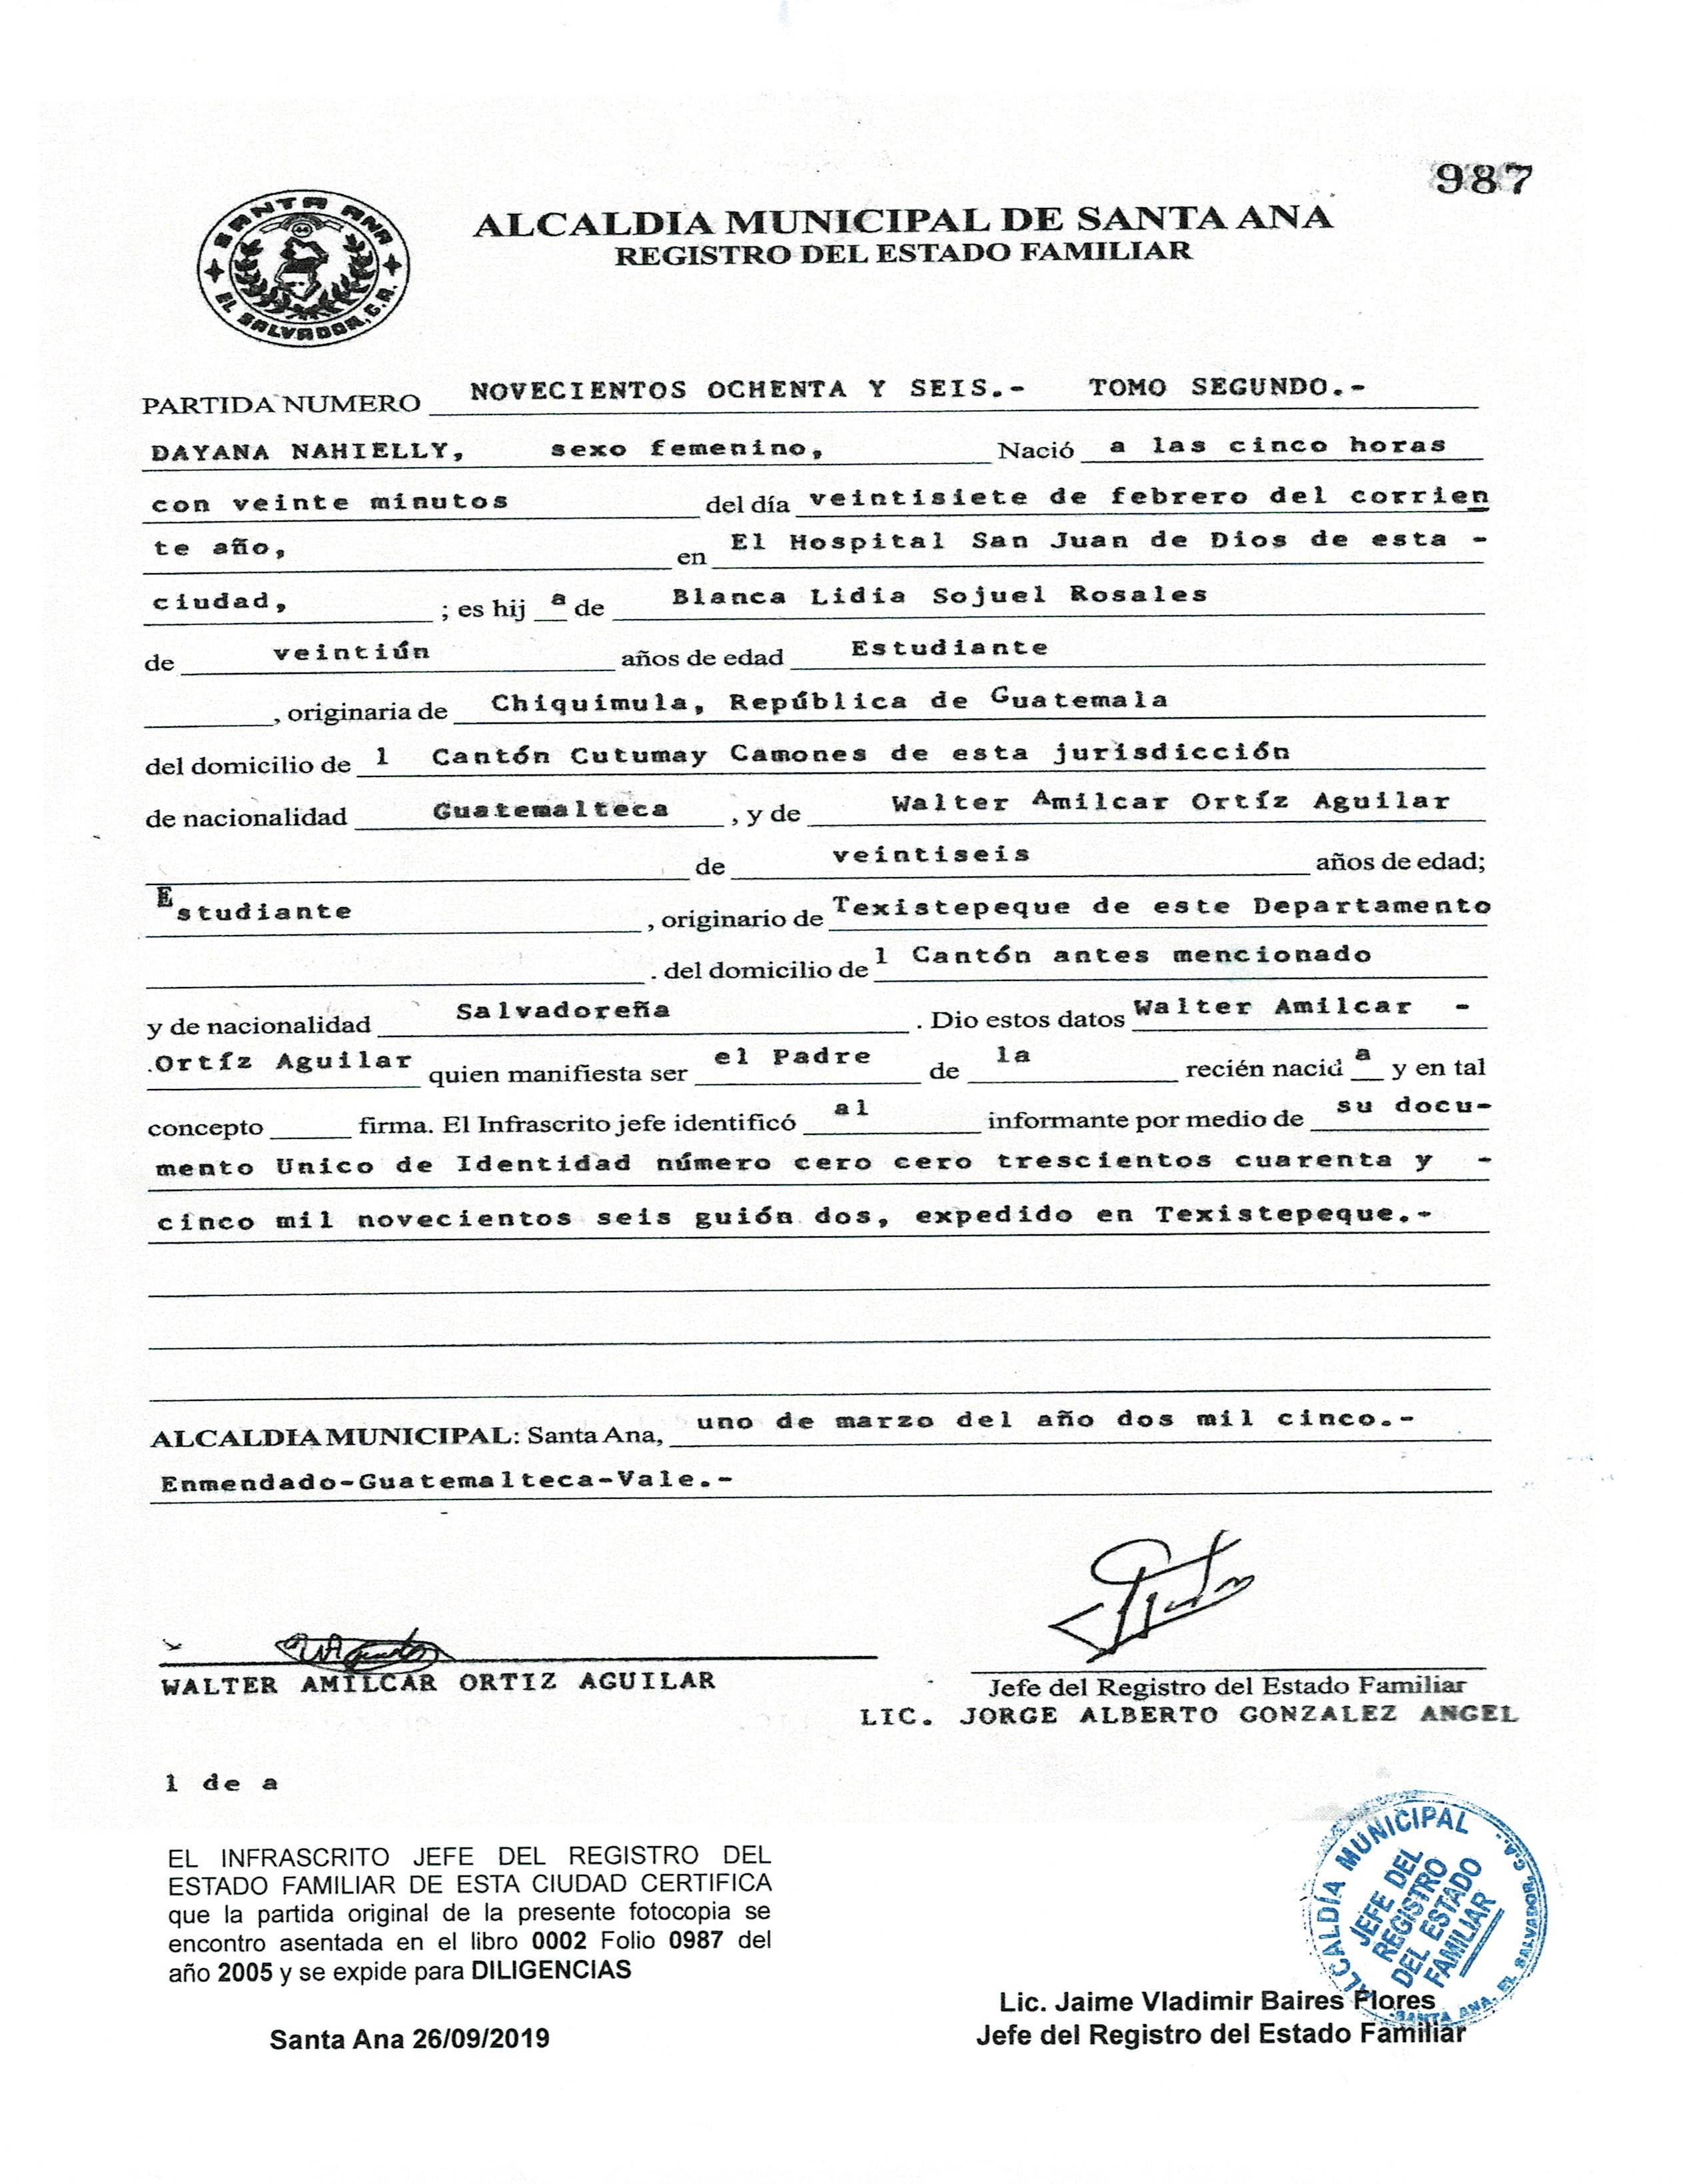 987
SANTA ANA
EL SALVADOR, C.A.
ALCALDIA MUNICIPAL DE SANTA ANA
REGISTRO DEL ESTADO FAMILIAR
PARTIDA NUMERO NOVECIENTOS OCHENTA Y SEIS.- TOMO SEGUNDO.-
DAYANA NAHIELLY, sexo femenino, Nació a las cinco horas
con veinte minutos del día veintisiete de febrero del corrien
te año, en El Hospital San Juan de Dios de esta -
ciudad, ; es hij a de Blanca Lidia Sojuel Rosales
de veintiún años de edad Estudiante
, originaria de Chiquimula, República de Guatemala
del domicilio de l Cantón Cutumay Camones de esta jurisdicción
de nacionalidad Guatemalteca , y de Walter Amilcar Ortíz Aguilar
de veintiseis años de edad;
Estudiante , originario de Texistepeque de este Departamento
. del domicilio de l Cantón antes mencionado
y de nacionalidad Salvadoreña . Dio estos datos Walter Amilcar -
Ortíz Aguilar quien manifiesta ser el Padre de la recién nacid a y en tal
concepto firma. El Infrascrito jefe identificó al informante por medio de su docu-
mento Unico de Identidad número cero cero trescientos cuarenta y -
cinco mil novecientos seis guión dos, expedido en Texistepeque.-
ALCALDIA MUNICIPAL: Santa Ana, uno de marzo del año dos mil cinco.-
Enmendado-Guatemalteca-Vale.-
WALTER AMILCAR ORTIZ AGUILAR
Jefe del Registro del Estado Familiar
LIC. JORGE ALBERTO GONZALEZ ANGEL
l de a
EL INFRASCRITO JEFE DEL REGISTRO DEL
ESTADO FAMILIAR DE ESTA CIUDAD CERTIFICA
que la partida original de la presente fotocopia se
encontro asentada en el libro 0002 Folio 0987 del
año 2005 y se expide para DILIGENCIAS
Santa Ana 26/09/2019
ALCALDÍA MUNICIPAL
JEFE DEL
REGISTRO
DEL ESTADO
FAMILIAR
SANTA ANA, EL SALVADOR, C.A.
Lic. Jaime Vladimir Baires Flores
Jefe del Registro del Estado Familiar